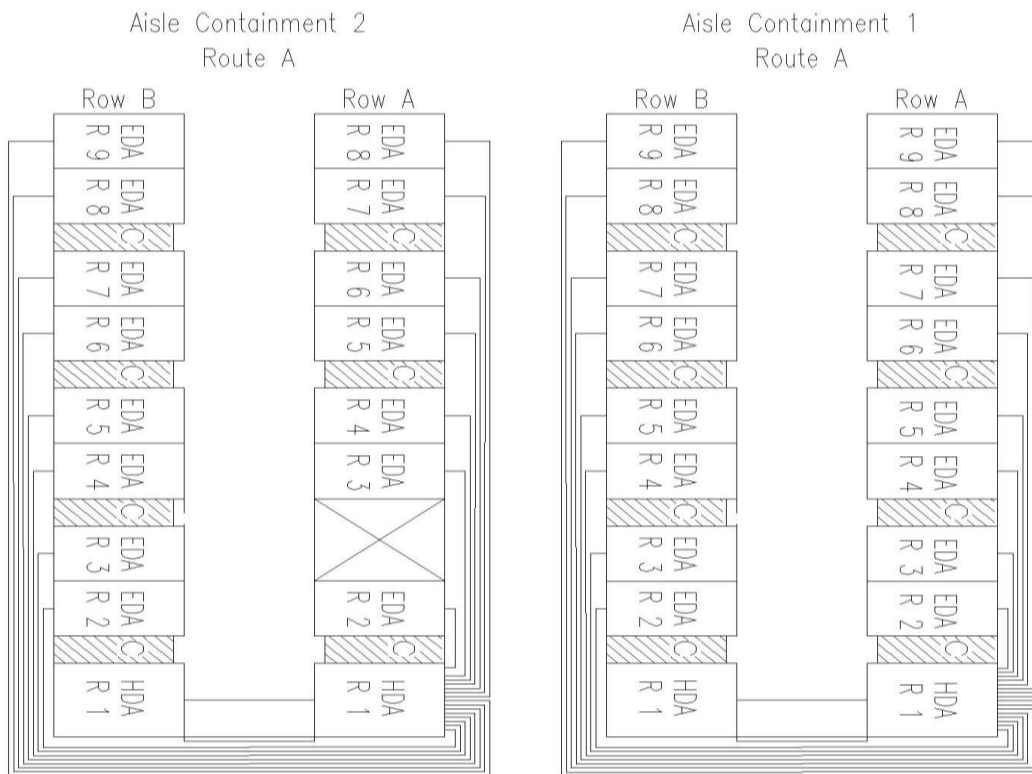 Aisle Containment 2
Route A
Row B
Row A
EDA
R 9
EDA
R 8
C
EDA
R 7
EDA
R 6
C
EDA
R 5
EDA
R 4
C
EDA
R 3
EDA
R 2
C
HDA
R 1
EDA
R 8
EDA
R 7
C
EDA
R 6
EDA
R 5
C
EDA
R 4
EDA
R 3
EDA
R 2
C
HDA
R 1
Aisle Containment 1
Route A
Row B
Row A
EDA
R 9
EDA
R 8
C
EDA
R 7
EDA
R 6
C
EDA
R 5
EDA
R 4
C
EDA
R 3
EDA
R 2
C
HDA
R 1
EDA
R 9
EDA
R 8
C
EDA
R 7
EDA
R 6
C
EDA
R 5
EDA
R 4
C
EDA
R 3
EDA
R 2
C
HDA
R 1